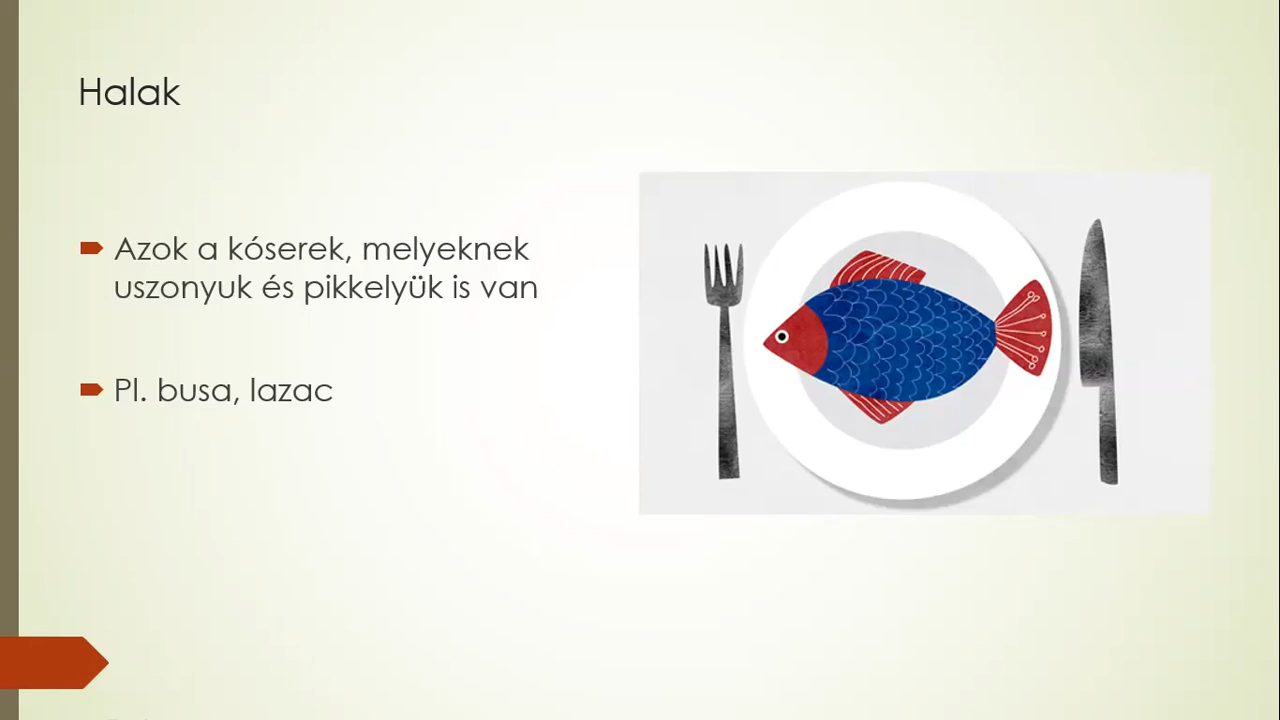 Halak
Azok a kóserek, melyeknek
uszonyuk és pikkelyük is van
Pl. busa, lazac